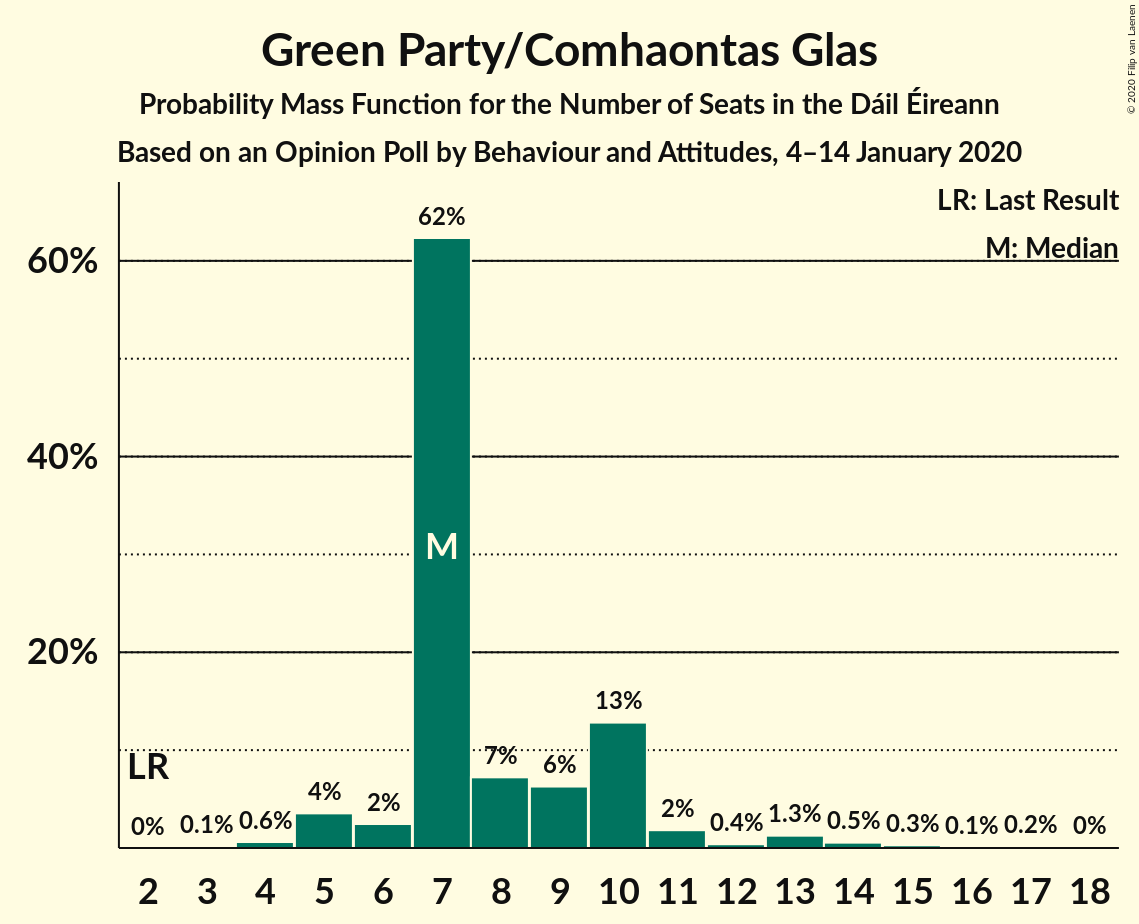 Green Party/Comhaontas Glas
Probability Mass Function for the Number of Seats in the Dáil Éireann
Based on an Opinion Poll by Behaviour and Attitudes, 4–14 January 2020
© 2020 Filip van Laenen
LR: Last Result
M: Median
60%
40%
20%
LR
M
0% 0.1% 0.6% 4% 2% 62% 7% 6% 13% 2% 0.4% 1.3% 0.5% 0.3% 0.1% 0.2% 0%
2 3 4 5 6 7 8 9 10 11 12 13 14 15 16 17 18